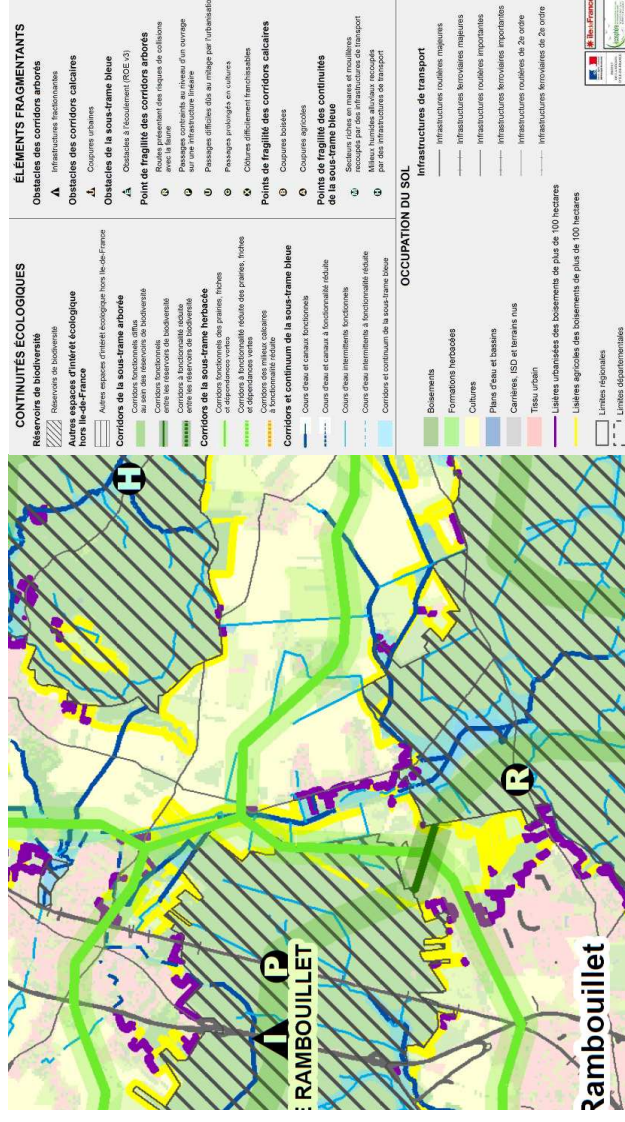 CONTINUITÉS ÉCOLOGIQUES
Réservoirs de biodiversité
Réservoirs de biodiversité
Autres espaces d'intérêt écologique
hors Ile-de-France
Autres espaces d'intérêt écologique hors Ile-de-France
Corridors de la sous-trame arborée
Corridors fonctionnels diffus
au sein des réservoirs de biodiversité
Corridors fonctionnels
entre les réservoirs de biodiversité
Corridors à fonctionnalité réduite
entre les réservoirs de biodiversité
Corridors de la sous-trame herbacée
Corridors fonctionnels des prairies, friches
et dépendances vertes
Corridors à fonctionnalité réduite des prairies, friches
et dépendances vertes
Corridors des milieux calcaires
à fonctionnalité réduite
Corridors et continuum de la sous-trame bleue
Cours d'eau et canaux fonctionnels
Cours d'eau et canaux à fonctionnalité réduite
Cours d'eau intermittents fonctionnels
Cours d'eau intermittents à fonctionnalité réduite
Corridors et continuum de la sous-trame bleue
ÉLÉMENTS FRAGMENTANTS
Obstacles des corridors arborés
Infrastructures fractionnantes
Obstacles des corridors calcaires
Coupures urbaines
Obstacles de la sous-trame bleue
Obstacles à l'écoulement (ROE v3)
Point de fragilité des corridors arborés
R Routes présentant des risques de collisions
avec la faune
P Passages contraints au niveau d'un ouvrage
sur une infrastructure linéaire
U Passages difficiles dûs au mitage par l'urbanisation
Passages prolongés en cultures
Clôtures difficilement franchissables
Points de fragilité des corridors calcaires
Coupures boisées
Coupures agricoles
Points de fragilité des continuités
de la sous-trame bleue
Secteurs riches en mares et mouillères
recoupés par des infrastructures de transport
H Milieux humides alluviaux recoupés
par des infrastructures de transport
OCCUPATION DU SOL
Boisements
Formations herbacées
Cultures
Plans d'eau et bassins
Carrières, ISD et terrains nus
Tissu urbain
Lisières urbanisées des boisements de plus de 100 hectares
Lisières agricoles des boisements de plus de 100 hectares
Limites régionales
Limites départementales
Infrastructures de transport
Infrastructures routières majeures
Infrastructures ferroviaires majeures
Infrastructures routières importantes
Infrastructures ferroviaires importantes
Infrastructures routières de 2e ordre
Infrastructures ferroviaires de 2e ordre
îledeFrance
H
R
P
I
E RAMBOUILLET
Rambouillet